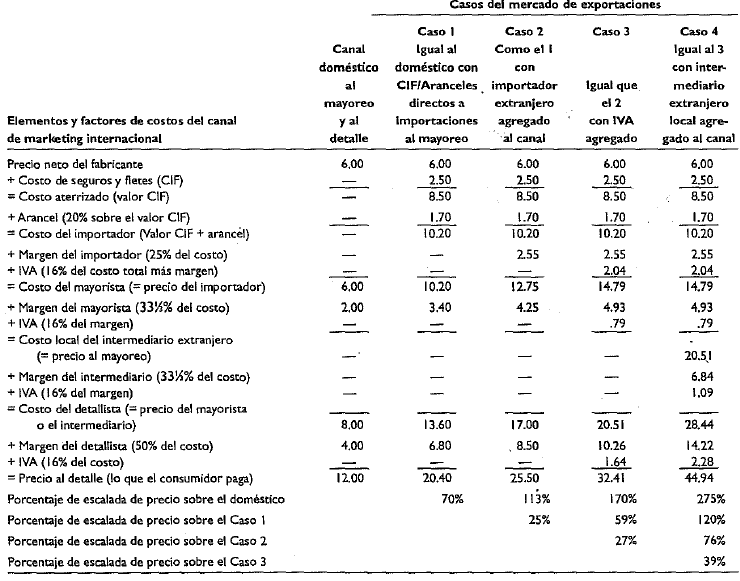 Casos del mercado de exportaciones
Caso 1 Caso 2 Caso 3 Caso 4
Canal Igual al Como el 1 Igual al 3
doméstico doméstico con con con inter-
al CIF/Aranceles importador mediario
mayoreo directos a extranjero Igual que extranjero
Elementos y factores de costos del canal y al importaciones agregado el 2 con IVA local agre-
de marketing internacional detalle al mayoreo al canal agregado gado al canal
Precio neto del fabricante 6.00 6.00 6.00 6.00 6.00
+ Costo de seguros y fletes (CIF) — 2.50 2.50 2.50 2.50
= Costo aterrizado (valor CIF) — 8.50 8.50 8.50 8.50
+ Arancel (20% sobre el valor CIF) — 1.70 1.70 1.70 1.70
= Costo del importador (Valor CIF + arancel) — 10.20 10.20 10.20 10.20
+ Margen del importador (25% del costo) — — 2.55 2.55 2.55
+ IVA (16% del costo total más margen) — — — 2.04 2.04
= Costo del mayorista (= precio del importador) 6.00 10.20 12.75 14.79 14.79
+ Margen del mayorista (33⅓% del costo) 2.00 3.40 4.25 4.93 4.93
+ IVA (16% del margen) — — — .79 .79
= Costo local del intermediario extranjero
(= precio al mayoreo) — — — — 20.51
+ Margen del intermediario (33⅓% del costo) — — — — 6.84
+ IVA (16% del margen) — — — — 1.09
= Costo del detallista (= precio del mayorista
o el intermediario) 8.00 13.60 17.00 20.51 28.44
+ Margen del detallista (50% del costo) 4.00 6.80 8.50 10.26 14.22
+ IVA (16% del costo) — — — 1.64 2.28
= Precio al detalle (lo que el consumidor paga) 12.00 20.40 25.50 32.41 44.94
Porcentaje de escalada de precio sobre el doméstico 70% 113% 170% 275%
Porcentaje de escalada de precio sobre el Caso 1 25% 59% 120%
Porcentaje de escalada de precio sobre el Caso 2 27% 76%
Porcentaje de escalada de precio sobre el Caso 3 39%